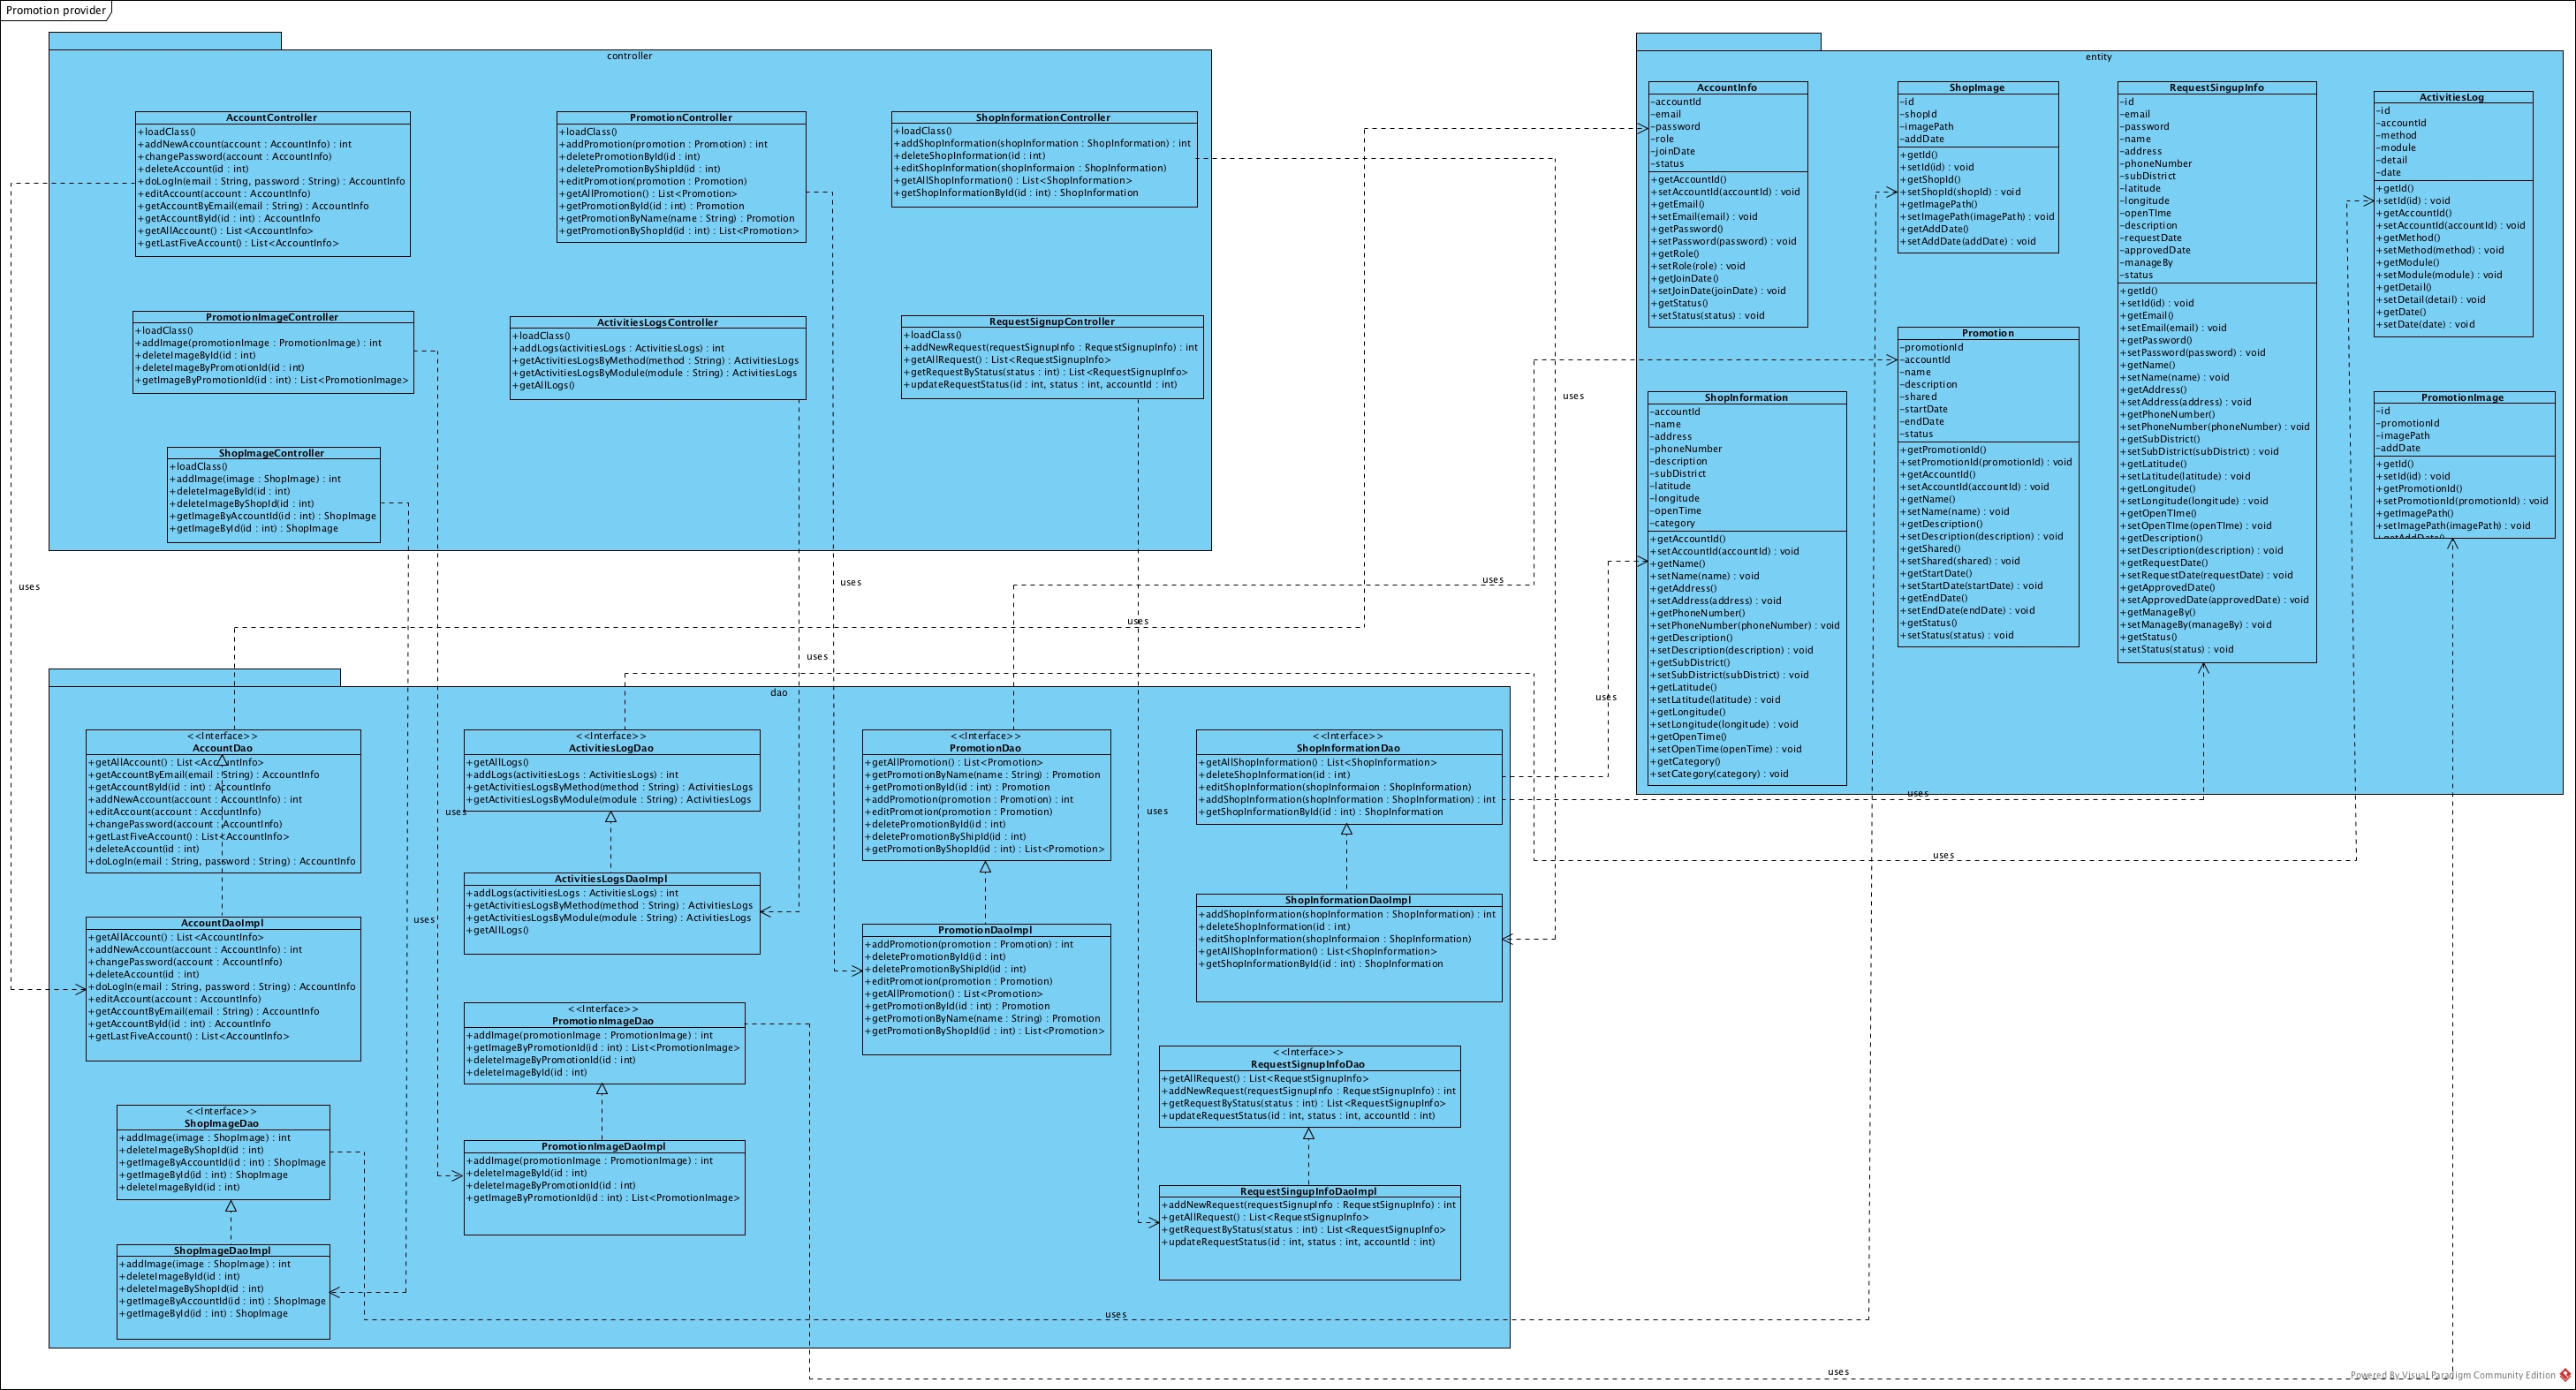 Promotion provider
controller
AccountController
+loadClass()
+addNewAccount(account : AccountInfo) : int
+changePassword(account : AccountInfo)
+deleteAccount(id : int)
+doLogIn(email : String, password : String) : AccountInfo
+editAccount(account : AccountInfo)
+getAccountByEmail(email : String) : AccountInfo
+getAccountById(id : int) : AccountInfo
+getAllAccount() : List<AccountInfo>
+getLastFiveAccount() : List<AccountInfo>
PromotionController
+loadClass()
+addPromotion(promotion : Promotion) : int
+deletePromotionById(id : int)
+deletePromotionByShipId(id : int)
+editPromotion(promotion : Promotion)
+getAllPromotion() : List<Promotion>
+getPromotionById(id : int) : Promotion
+getPromotionByName(name : String) : Promotion
+getPromotionByShopId(id : int) : List<Promotion>
ShopInformationController
+loadClass()
+addShopInformation(shopInformation : ShopInformation) : int
+deleteShopInformation(id : int)
+editShopInformation(shopInformaion : ShopInformation)
+getAllShopInformation() : List<ShopInformation>
+getShopInformationById(id : int) : ShopInformation
PromotionImageController
+loadClass()
+addImage(promotionImage : PromotionImage) : int
+deleteImageById(id : int)
+deleteImageByPromotionId(id : int)
+getImageByPromotionId(id : int) : List<PromotionImage>
ActivitiesLogsController
+loadClass()
+addLogs(activitiesLogs : ActivitiesLogs) : int
+getActivitiesLogsByMethod(method : String) : ActivitiesLogs
+getActivitiesLogsByModule(module : String) : ActivitiesLogs
+getAllLogs()
RequestSignupController
+loadClass()
+addNewRequest(requestSignupInfo : RequestSignupInfo) : int
+getAllRequest() : List<RequestSignupInfo>
+getRequestByStatus(status : int) : List<RequestSignupInfo>
+updateRequestStatus(id : int, status : int, accountId : int)
ShopImageController
+loadClass()
+addImage(image : ShopImage) : int
+deleteImageById(id : int)
+deleteImageByShopId(id : int)
+getImageByAccountId(id : int) : ShopImage
+getImageById(id : int) : ShopImage
entity
AccountInfo
-accountId
-email
-password
-role
-joinDate
-status
+getAccountId()
+setAccountId(accountId) : void
+getEmail()
+setEmail(email) : void
+getPassword()
+setPassword(password) : void
+getRole()
+setRole(role) : void
+getJoinDate()
+setJoinDate(joinDate) : void
+getStatus()
+setStatus(status) : void
ShopImage
-id
-shopId
-imagePath
-addDate
+getId()
+setId(id) : void
+getShopId()
+setShopId(shopId) : void
+getImagePath()
+setImagePath(imagePath) : void
+getAddDate()
+setAddDate(addDate) : void
RequestSingupInfo
-id
-email
-password
-name
-address
-phoneNumber
-subDistrict
-latitude
-longitude
-openTIme
-description
-requestDate
-approvedDate
-manageBy
-status
+getId()
+setId(id) : void
+getEmail()
+setEmail(email) : void
+getPassword()
+setPassword(password) : void
+getName()
+setName(name) : void
+getAddress()
+setAddress(address) : void
+getPhoneNumber()
+setPhoneNumber(phoneNumber) : void
+getSubDistrict()
+setSubDistrict(subDistrict) : void
+getLatitude()
+setLatitude(latitude) : void
+getLongitude()
+setLongitude(longitude) : void
+getOpenTIme()
+setOpenTIme(openTIme) : void
+getDescription()
+setDescription(description) : void
+getRequestDate()
+setRequestDate(requestDate) : void
+getApprovedDate()
+setApprovedDate(approvedDate) : void
+getManageBy()
+setManageBy(manageBy) : void
+getStatus()
+setStatus(status) : void
ActivitiesLog
-id
-accountId
-method
-module
-detail
-date
+getId()
+setId(id) : void
+getAccountId()
+setAccountId(accountId) : void
+getMethod()
+setMethod(method) : void
+getModule()
+setModule(module) : void
+getDetail()
+setDetail(detail) : void
+getDate()
+setDate(date) : void
ShopInformation
-accountId
-name
-address
-phoneNumber
-description
-subDistrict
-latitude
-longitude
-openTime
-category
+getAccountId()
+setAccountId(accountId) : void
+getName()
+setName(name) : void
+getAddress()
+setAddress(address) : void
+getPhoneNumber()
+setPhoneNumber(phoneNumber) : void
+getDescription()
+setDescription(description) : void
+getSubDistrict()
+setSubDistrict(subDistrict) : void
+getLatitude()
+setLatitude(latitude) : void
+getLongitude()
+setLongitude(longitude) : void
+getOpenTime()
+setOpenTime(openTime) : void
+getCategory()
+setCategory(category) : void
Promotion
-promotionId
-accountId
-name
-description
-shared
-startDate
-endDate
-status
+getPromotionId()
+setPromotionId(promotionId) : void
+getAccountId()
+setAccountId(accountId) : void
+getName()
+setName(name) : void
+getDescription()
+setDescription(description) : void
+getShared()
+setShared(shared) : void
+getStartDate()
+setStartDate(startDate) : void
+getEndDate()
+setEndDate(endDate) : void
+getStatus()
+setStatus(status) : void
PromotionImage
-id
-promotionId
-imagePath
-addDate
+getId()
+setId(id) : void
+getPromotionId()
+setPromotionId(promotionId) : void
+getImagePath()
+setImagePath(imagePath) : void
+getAddDate()
uses
uses
uses
uses
uses
uses
uses
uses
uses
uses
uses
uses
uses
uses
dao
<<Interface>>
AccountDao
+getAllAccount() : List<AccountInfo>
+getAccountByEmail(email : String) : AccountInfo
+getAccountById(id : int) : AccountInfo
+addNewAccount(account : AccountInfo) : int
+editAccount(account : AccountInfo)
+changePassword(account : AccountInfo)
+getLastFiveAccount() : List<AccountInfo>
+deleteAccount(id : int)
+doLogIn(email : String, password : String) : AccountInfo
<<Interface>>
ActivitiesLogDao
+getAllLogs()
+addLogs(activitiesLogs : ActivitiesLogs) : int
+getActivitiesLogsByMethod(method : String) : ActivitiesLogs
+getActivitiesLogsByModule(module : String) : ActivitiesLogs
<<Interface>>
PromotionDao
+getAllPromotion() : List<Promotion>
+getPromotionByName(name : String) : Promotion
+getPromotionById(id : int) : Promotion
+addPromotion(promotion : Promotion) : int
+editPromotion(promotion : Promotion)
+deletePromotionById(id : int)
+deletePromotionByShipId(id : int)
+getPromotionByShopId(id : int) : List<Promotion>
<<Interface>>
ShopInformationDao
+getAllShopInformation() : List<ShopInformation>
+deleteShopInformation(id : int)
+editShopInformation(shopInformaion : ShopInformation)
+addShopInformation(shopInformation : ShopInformation) : int
+getShopInformationById(id : int) : ShopInformation
AccountDaoImpl
+getAllAccount() : List<AccountInfo>
+addNewAccount(account : AccountInfo) : int
+changePassword(account : AccountInfo)
+deleteAccount(id : int)
+doLogIn(email : String, password : String) : AccountInfo
+editAccount(account : AccountInfo)
+getAccountByEmail(email : String) : AccountInfo
+getAccountById(id : int) : AccountInfo
+getLastFiveAccount() : List<AccountInfo>
ActivitiesLogsDaoImpl
+addLogs(activitiesLogs : ActivitiesLogs) : int
+getActivitiesLogsByMethod(method : String) : ActivitiesLogs
+getActivitiesLogsByModule(module : String) : ActivitiesLogs
+getAllLogs()
PromotionDaoImpl
+addPromotion(promotion : Promotion) : int
+deletePromotionById(id : int)
+deletePromotionByShipId(id : int)
+editPromotion(promotion : Promotion)
+getAllPromotion() : List<Promotion>
+getPromotionById(id : int) : Promotion
+getPromotionByName(name : String) : Promotion
+getPromotionByShopId(id : int) : List<Promotion>
ShopInformationDaoImpl
+addShopInformation(shopInformation : ShopInformation) : int
+deleteShopInformation(id : int)
+editShopInformation(shopInformaion : ShopInformation)
+getAllShopInformation() : List<ShopInformation>
+getShopInformationById(id : int) : ShopInformation
<<Interface>>
PromotionImageDao
+addImage(promotionImage : PromotionImage) : int
+getImageByPromotionId(id : int) : List<PromotionImage>
+deleteImageByPromotionId(id : int)
+deleteImageById(id : int)
<<Interface>>
RequestSignupInfoDao
+getAllRequest() : List<RequestSignupInfo>
+addNewRequest(requestSignupInfo : RequestSignupInfo) : int
+getRequestByStatus(status : int) : List<RequestSignupInfo>
+updateRequestStatus(id : int, status : int, accountId : int)
<<Interface>>
ShopImageDao
+addImage(image : ShopImage) : int
+deleteImageByShopId(id : int)
+getImageByAccountId(id : int) : ShopImage
+getImageById(id : int) : ShopImage
+deleteImageById(id : int)
PromotionImageDaoImpl
+addImage(promotionImage : PromotionImage) : int
+deleteImageById(id : int)
+deleteImageByPromotionId(id : int)
+getImageByPromotionId(id : int) : List<PromotionImage>
RequestSingupInfoDaoImpl
+addNewRequest(requestSignupInfo : RequestSignupInfo) : int
+getAllRequest() : List<RequestSignupInfo>
+getRequestByStatus(status : int) : List<RequestSignupInfo>
+updateRequestStatus(id : int, status : int, accountId : int)
ShopImageDaoImpl
+addImage(image : ShopImage) : int
+deleteImageById(id : int)
+deleteImageByShopId(id : int)
+getImageByAccountId(id : int) : ShopImage
+getImageById(id : int) : ShopImage
Powered By Visual Paradigm Community Edition